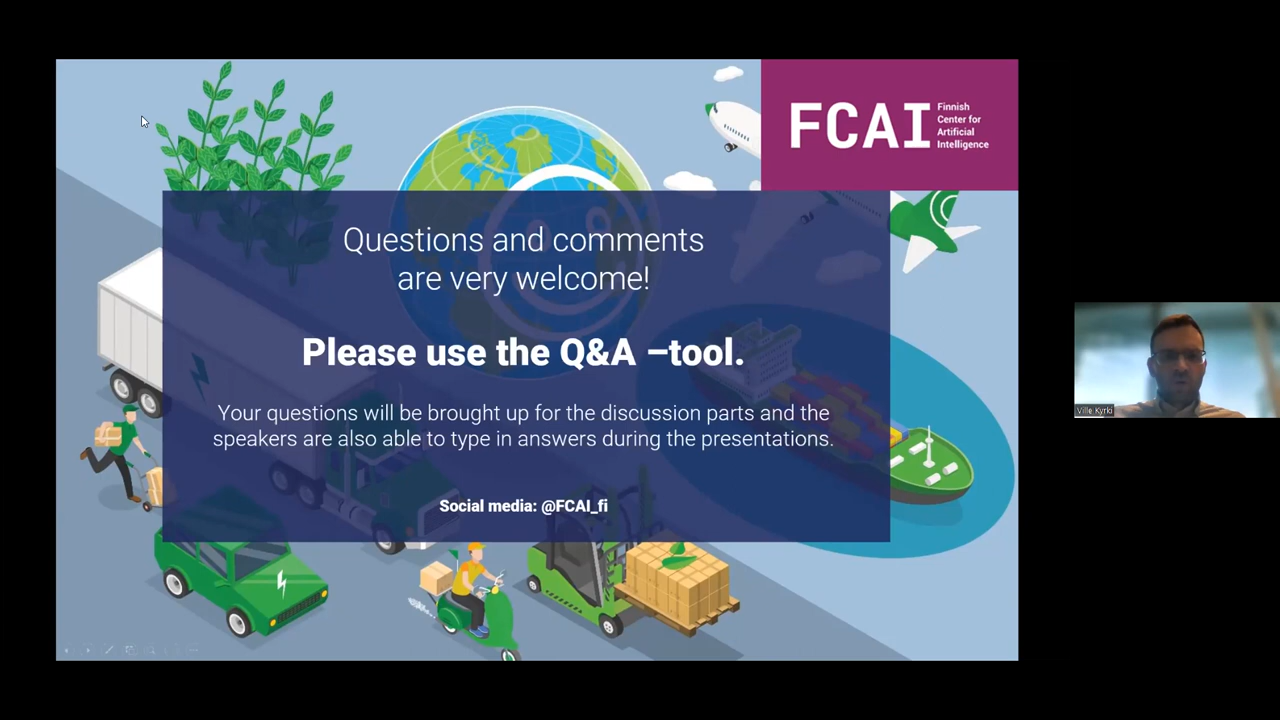 FCAI
Finnish
Center for
Artificial
Intelligence
Questions and comments
are very welcome!
Please use the Q&A –tool.
Your questions will be brought up for the discussion parts and the
speakers are also able to type in answers during the presentations.
Social media: @FCAI_fi
Ville Kyrki